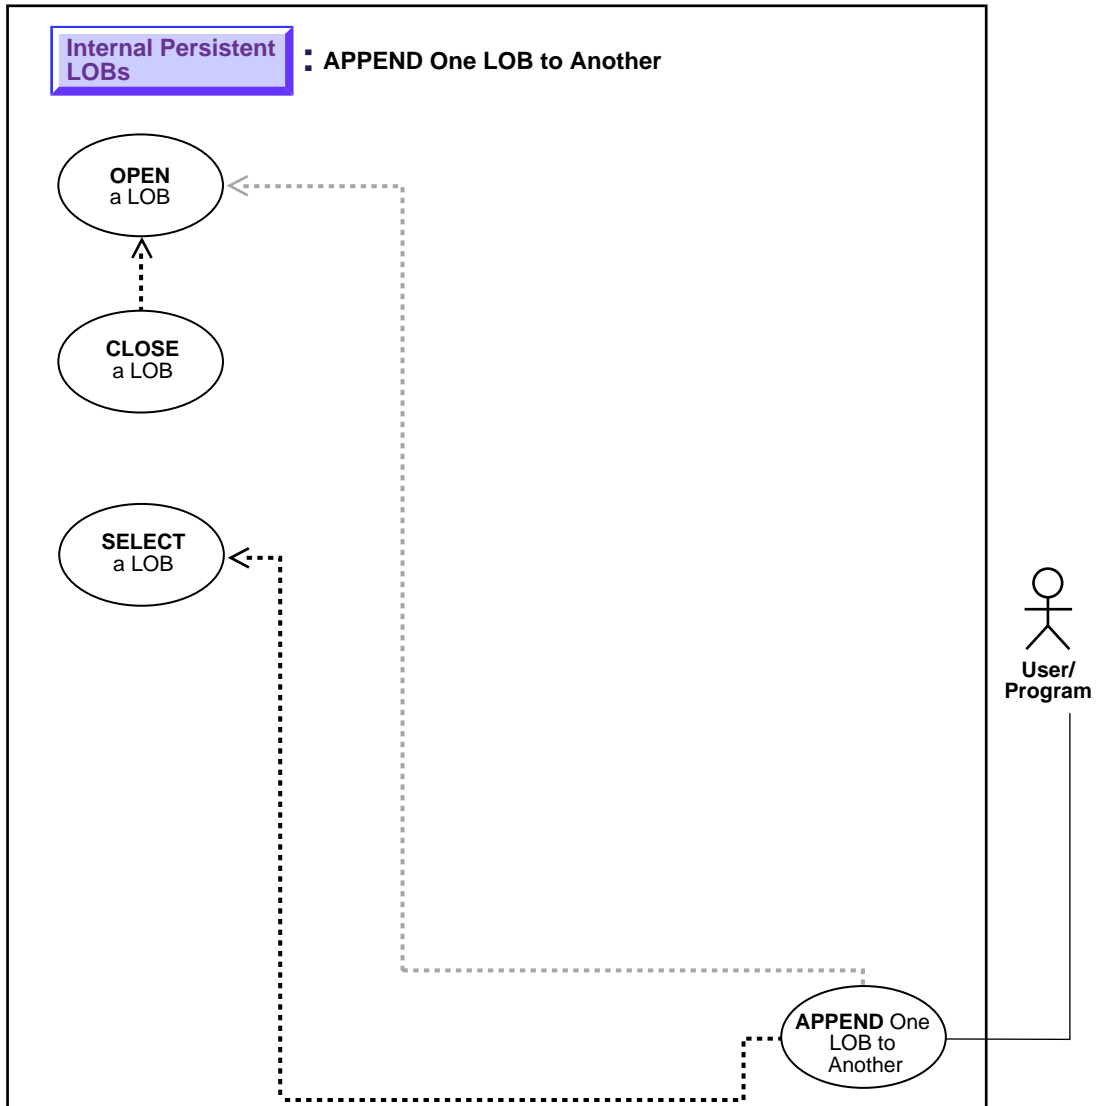 Internal Persistent
LOBs
: APPEND One LOB to Another
OPEN
a LOB
CLOSE
a LOB
SELECT
a LOB
User/
Program
APPEND One
LOB to
Another